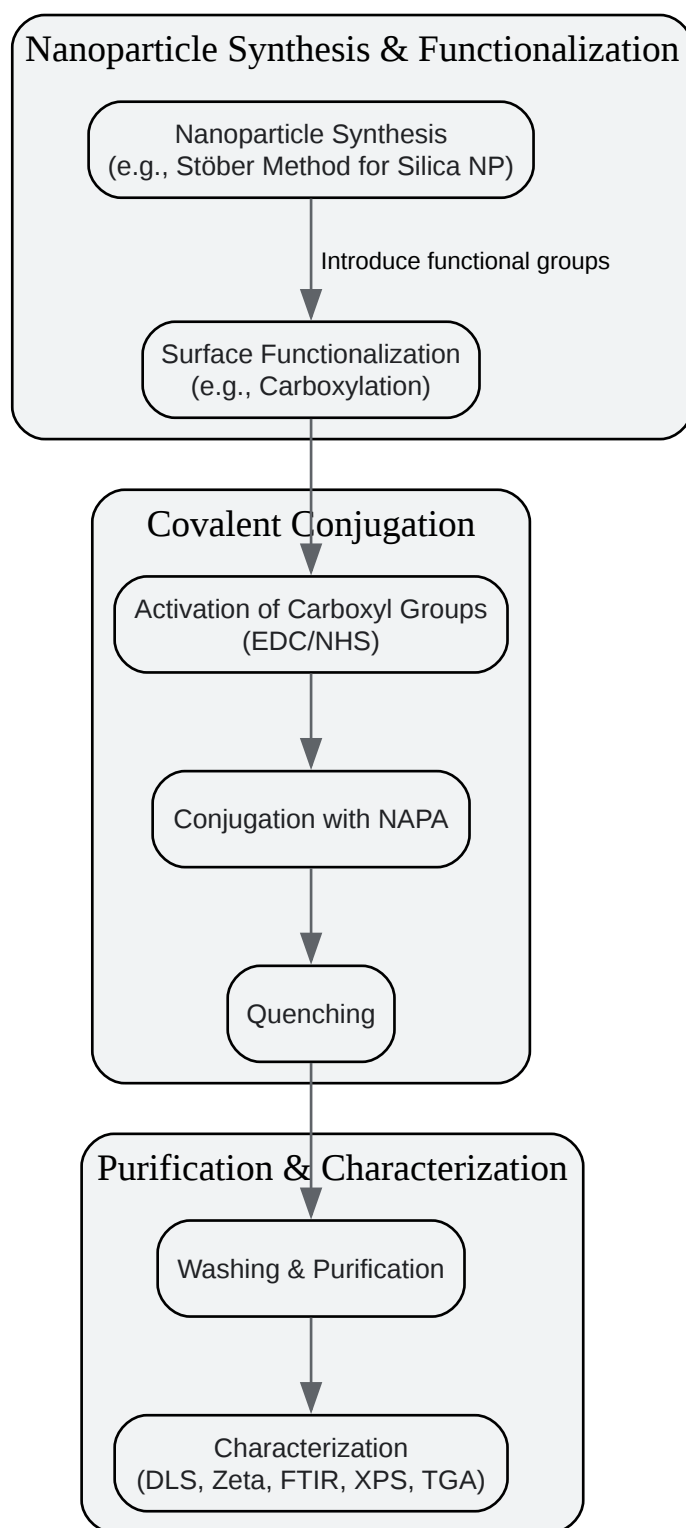 Nanoparticle Synthesis & Functionalization
Nanoparticle Synthesis
(e.g., Stöber Method for Silica NP)
Introduce functional groups
Surface Functionalization
(e.g., Carboxylation)
Covalent Conjugation
Activation of Carboxyl Groups
(EDC/NHS)
Conjugation with NAPA
Quenching
Purification & Characterization
Washing & Purification
Characterization
(DLS, Zeta, FTIR, XPS, TGA)